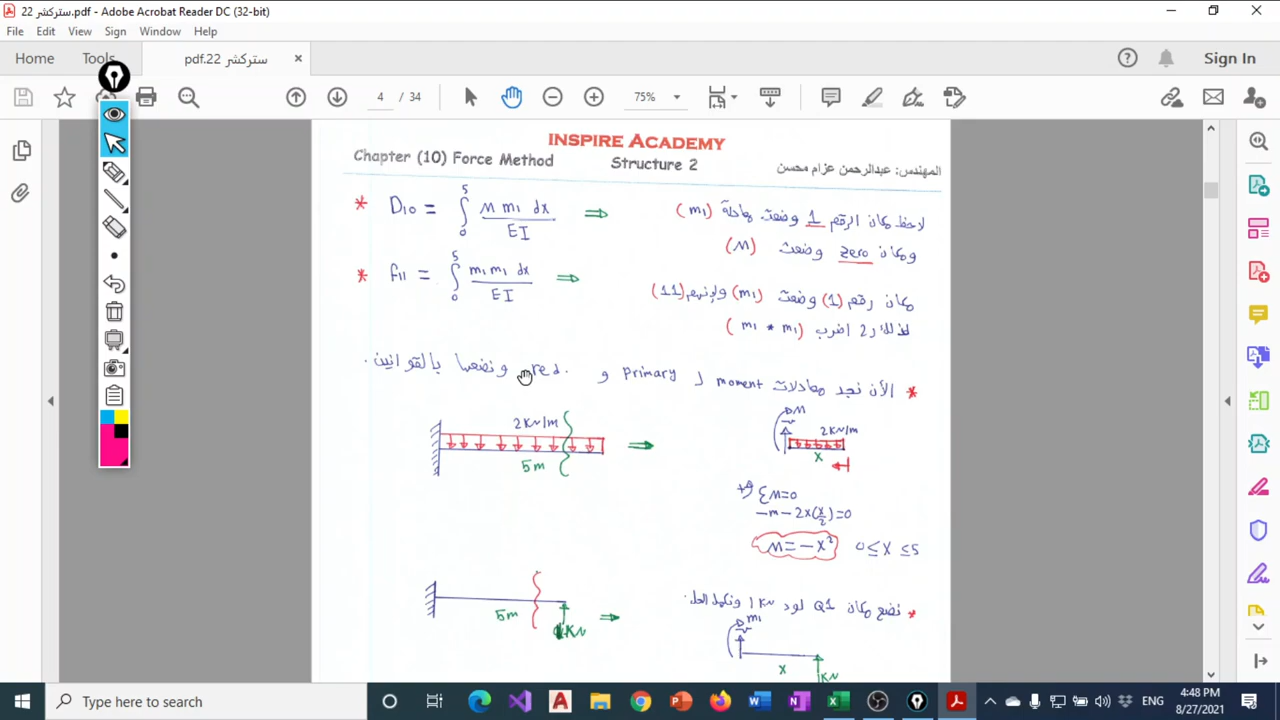 ستركشر 22.pdf - Adobe Acrobat Reader DC (32-bit)
File Edit View Window Sign Help
Home Tools ستركشر 22.pdf Sign In
4 / 34 75%
INSPIRE ACADEMY
Chapter (10) Force Method Structure 2 المهندس: عبدالرحمن عزام محسن
* D10 = ∫₀⁵ M m1 dx / EI ⇒ لاحظ مكان الرقم 1 وضعت معادلة (m1)
ومكان zero وضعت (M)
* f11 = ∫₀⁵ m1 m1 dx / EI ⇒ مكان رقم (1) وضعت (m1) (11)
لذلك اضرب (m1 * m1)
* الأن نجد معادلات moment لـ Primary و red. ونضعها بالقوانين.
2KN/m
5m
M
2KN/m
x
+ ΣM=0
-M-2x(x/2)=0
M=-x² 0≤x≤5
* نضع مكان Q1 لود 1KN ونكمل الحل.
5m
1KN
m1
x
KN
Type here to search
ENG
4:48 PM
8/27/2021